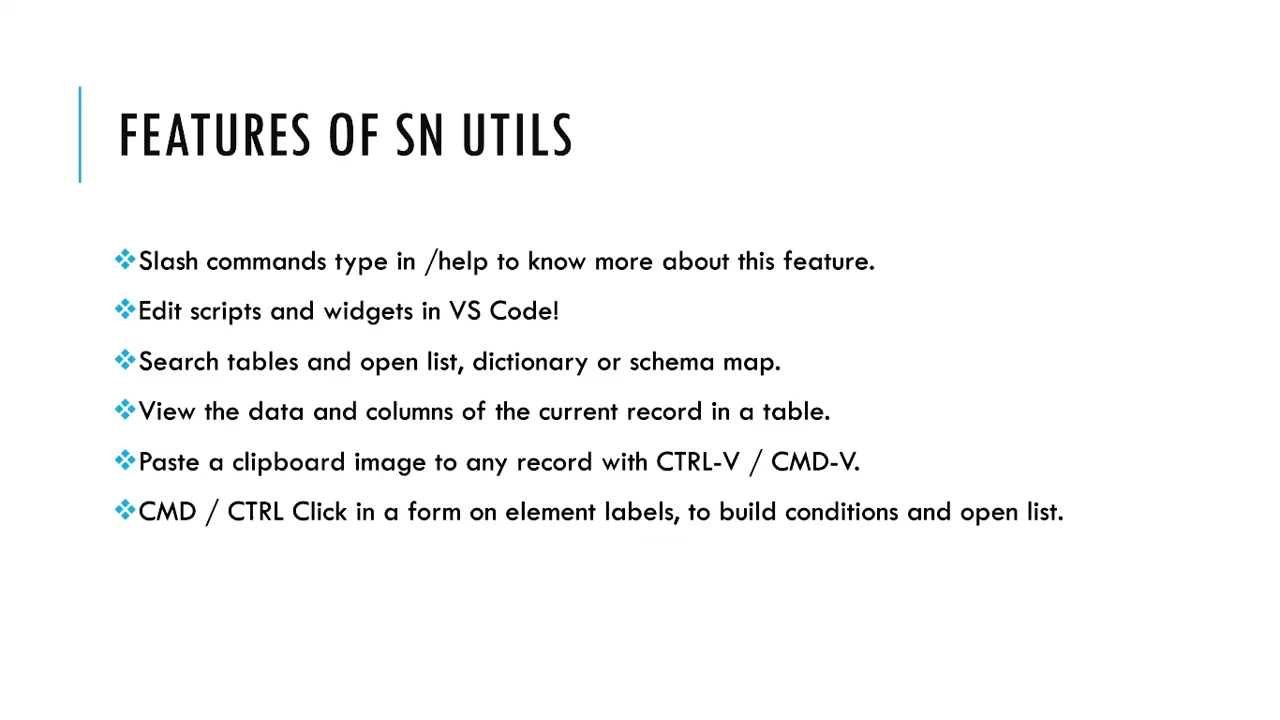 FEATURES OF SN UTILS
❖Slash commands type in /help to know more about this feature.
❖Edit scripts and widgets in VS Code!
❖Search tables and open list, dictionary or schema map.
❖View the data and columns of the current record in a table.
❖Paste a clipboard image to any record with CTRL-V / CMD-V.
❖CMD / CTRL Click in a form on element labels, to build conditions and open list.